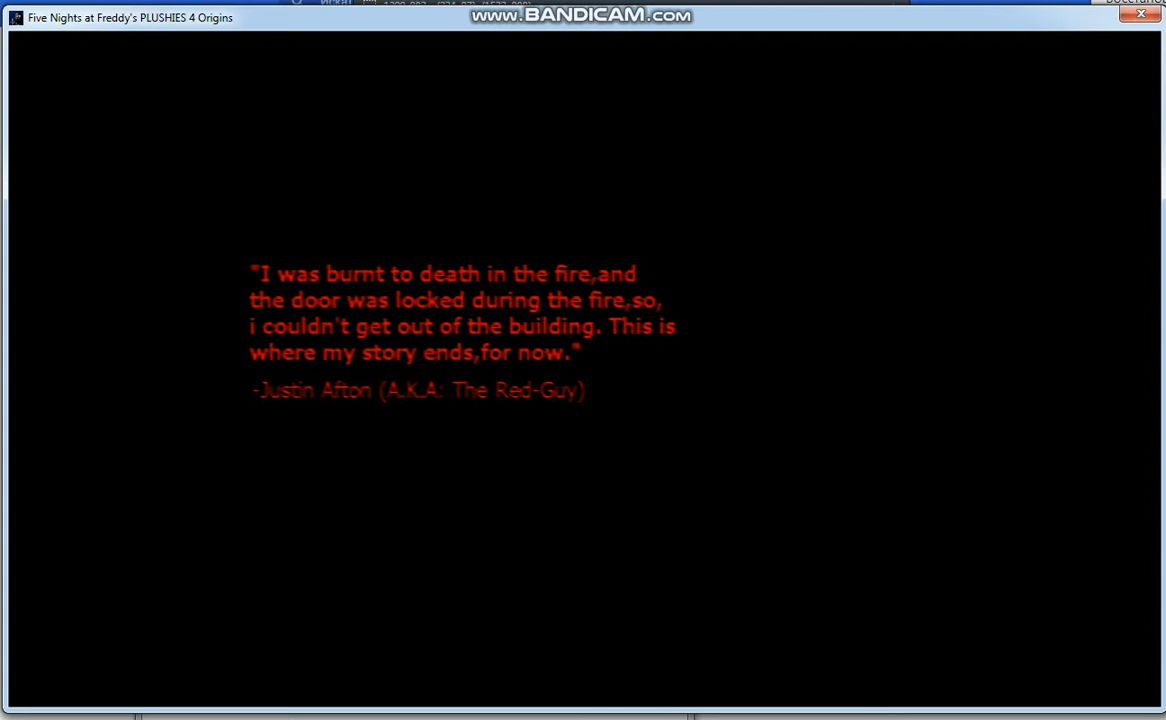 Five Nights at Freddy's PLUSHIES 4 Origins
www.BANDICAM.com
"I was burnt to death in the fire,and
the door was locked during the fire,so,
i couldn't get out of the building. This is
where my story ends,for now."
-Justin Afton (A.K.A: The Red-Guy)